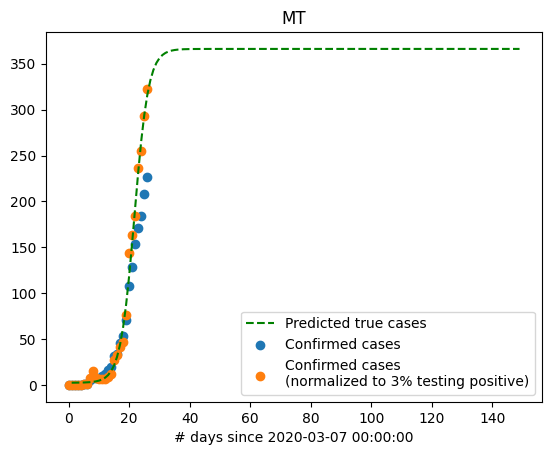 MT
350
300
250
200
150
100
50
0
Predicted true cases
Confirmed cases
Confirmed cases
(normalized to 3% testing positive)
0 20 40 60 80 100 120 140
# days since 2020-03-07 00:00:00